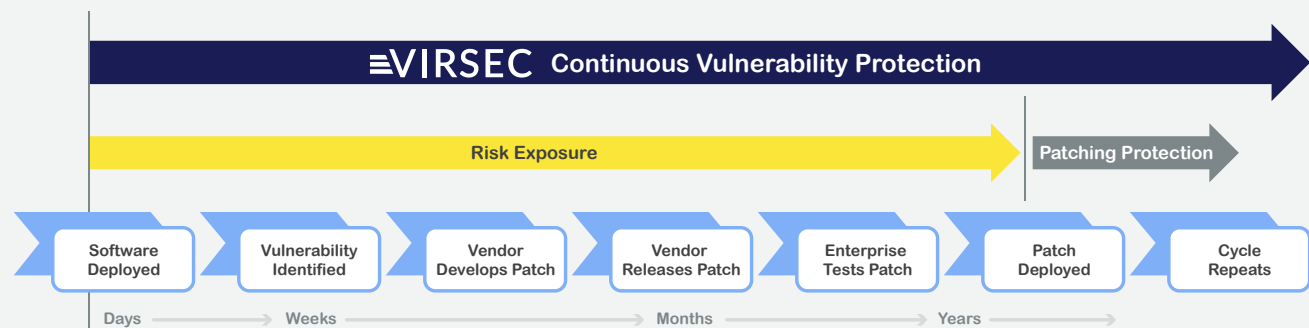 VIRSEC Continuous Vulnerability Protection
Risk Exposure
Patching Protection
Software
Deployed
Vulnerability
Identified
Vendor
Develops Patch
Vendor
Releases Patch
Enterprise
Tests Patch
Patch
Deployed
Cycle
Repeats
Days
Weeks
Months
Years